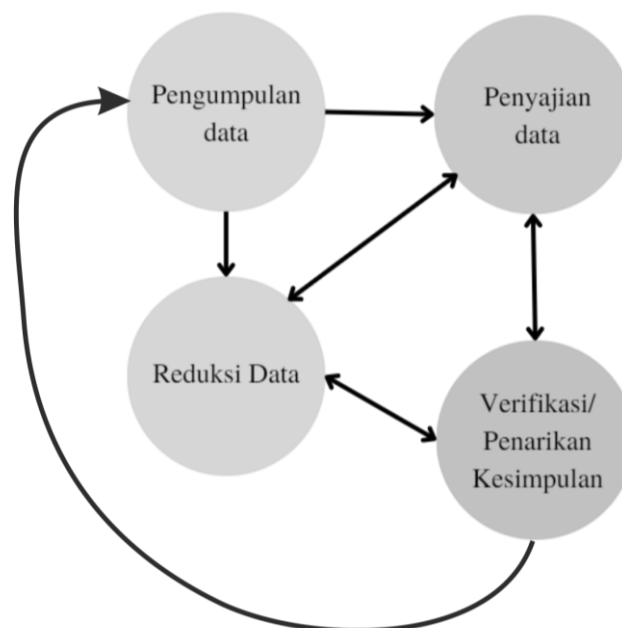 Pengumpulan
data
Penyajian
data
Reduksi Data
Verifikasi/
Penarikan
Kesimpulan